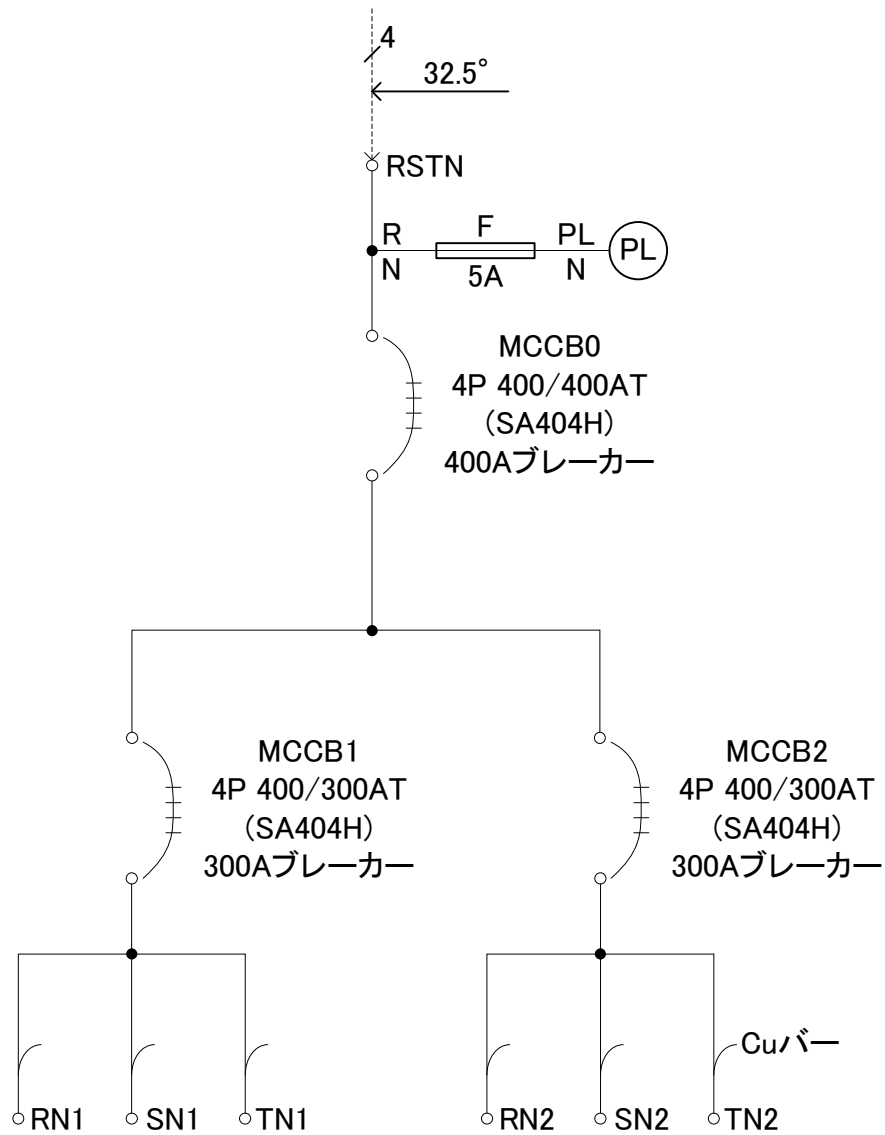 4
32.5°
RSTN
R
F
PL
PL
N
5A
N
MCCB0
4P 400/400AT
(SA404H)
400Aブレーカー
MCCB1
4P 400/300AT
(SA404H)
300Aブレーカー
MCCB2
4P 400/300AT
(SA404H)
300Aブレーカー
Cuバー
RN1
SN1
TN1
RN2
SN2
TN2